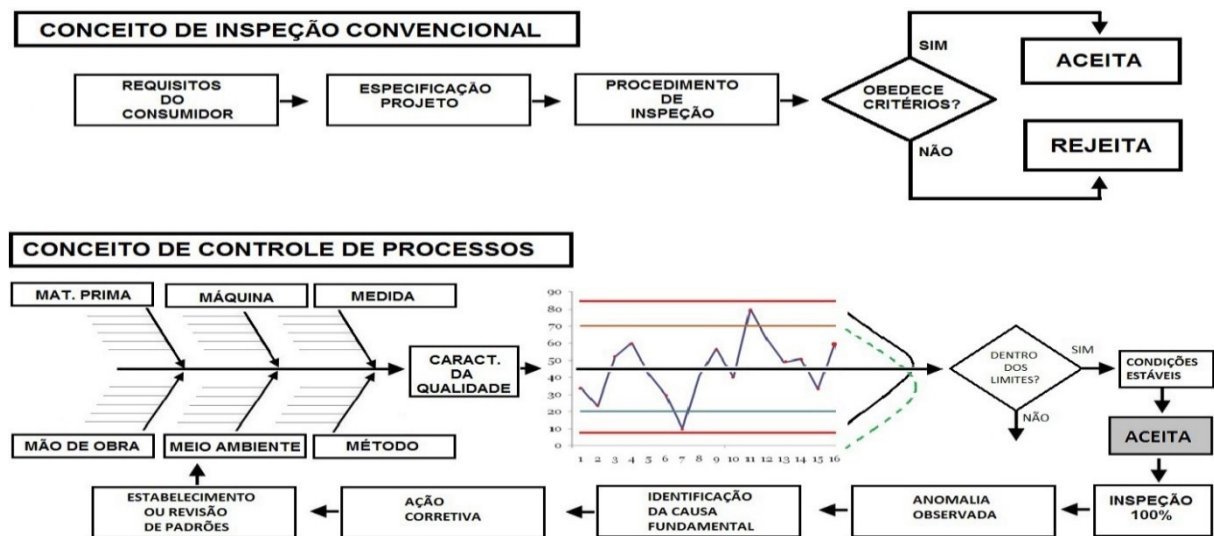 CONCEITO DE INSPEÇÃO CONVENCIONAL
REQUISITOS
DO
CONSUMIDOR
ESPECIFICAÇÃO
PROJETO
PROCEDIMENTO
DE
INSPEÇÃO
OBEDECE
CRITÉRIOS?
SIM
ACEITA
NÃO
REJEITA
CONCEITO DE CONTROLE DE PROCESSOS
MAT. PRIMA
MÁQUINA
MEDIDA
MÃO DE OBRA
MEIO AMBIENTE
MÉTODO
CARACT.
DA
QUALIDADE
90
80
70
60
50
40
30
20
10
0
1 2 3 4 5 6 7 8 9 10 11 12 13 14 15 16
DENTRO
DOS
LIMITES?
SIM
NÃO
CONDIÇÕES
ESTÁVEIS
ACEITA
INSPEÇÃO
100%
ANOMALIA
OBSERVADA
IDENTIFICAÇÃO
DA CAUSA
FUNDAMENTAL
AÇÃO
CORRETIVA
ESTABELECIMENTO
OU REVISÃO
DE PADRÕES